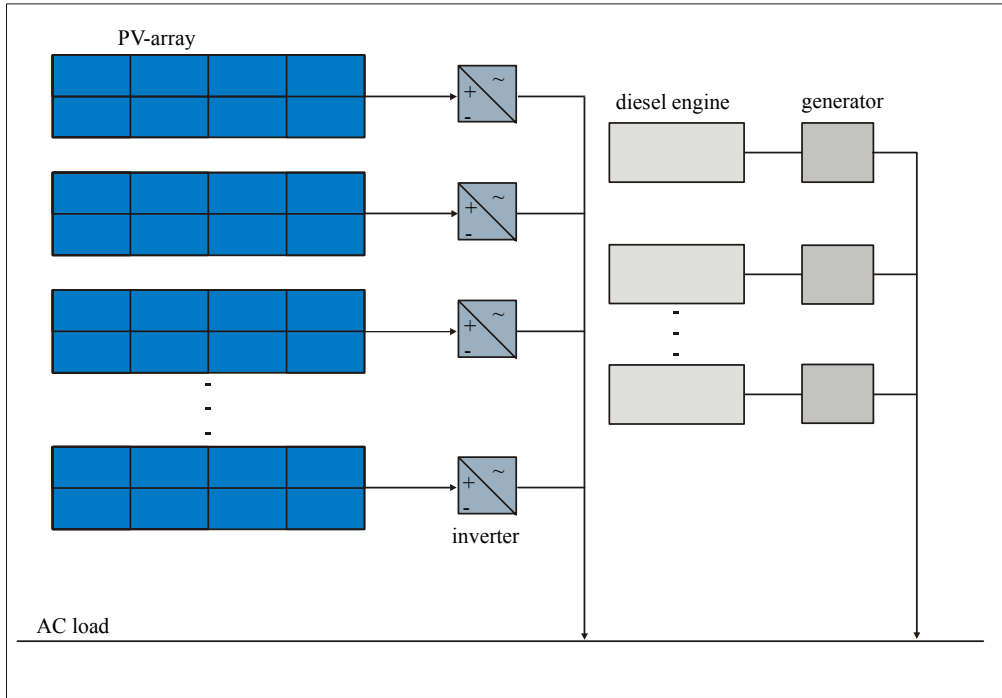 PV-array
~
+
-
diesel engine
generator
~
+
-
~
+
-
~
+
-
inverter
AC load